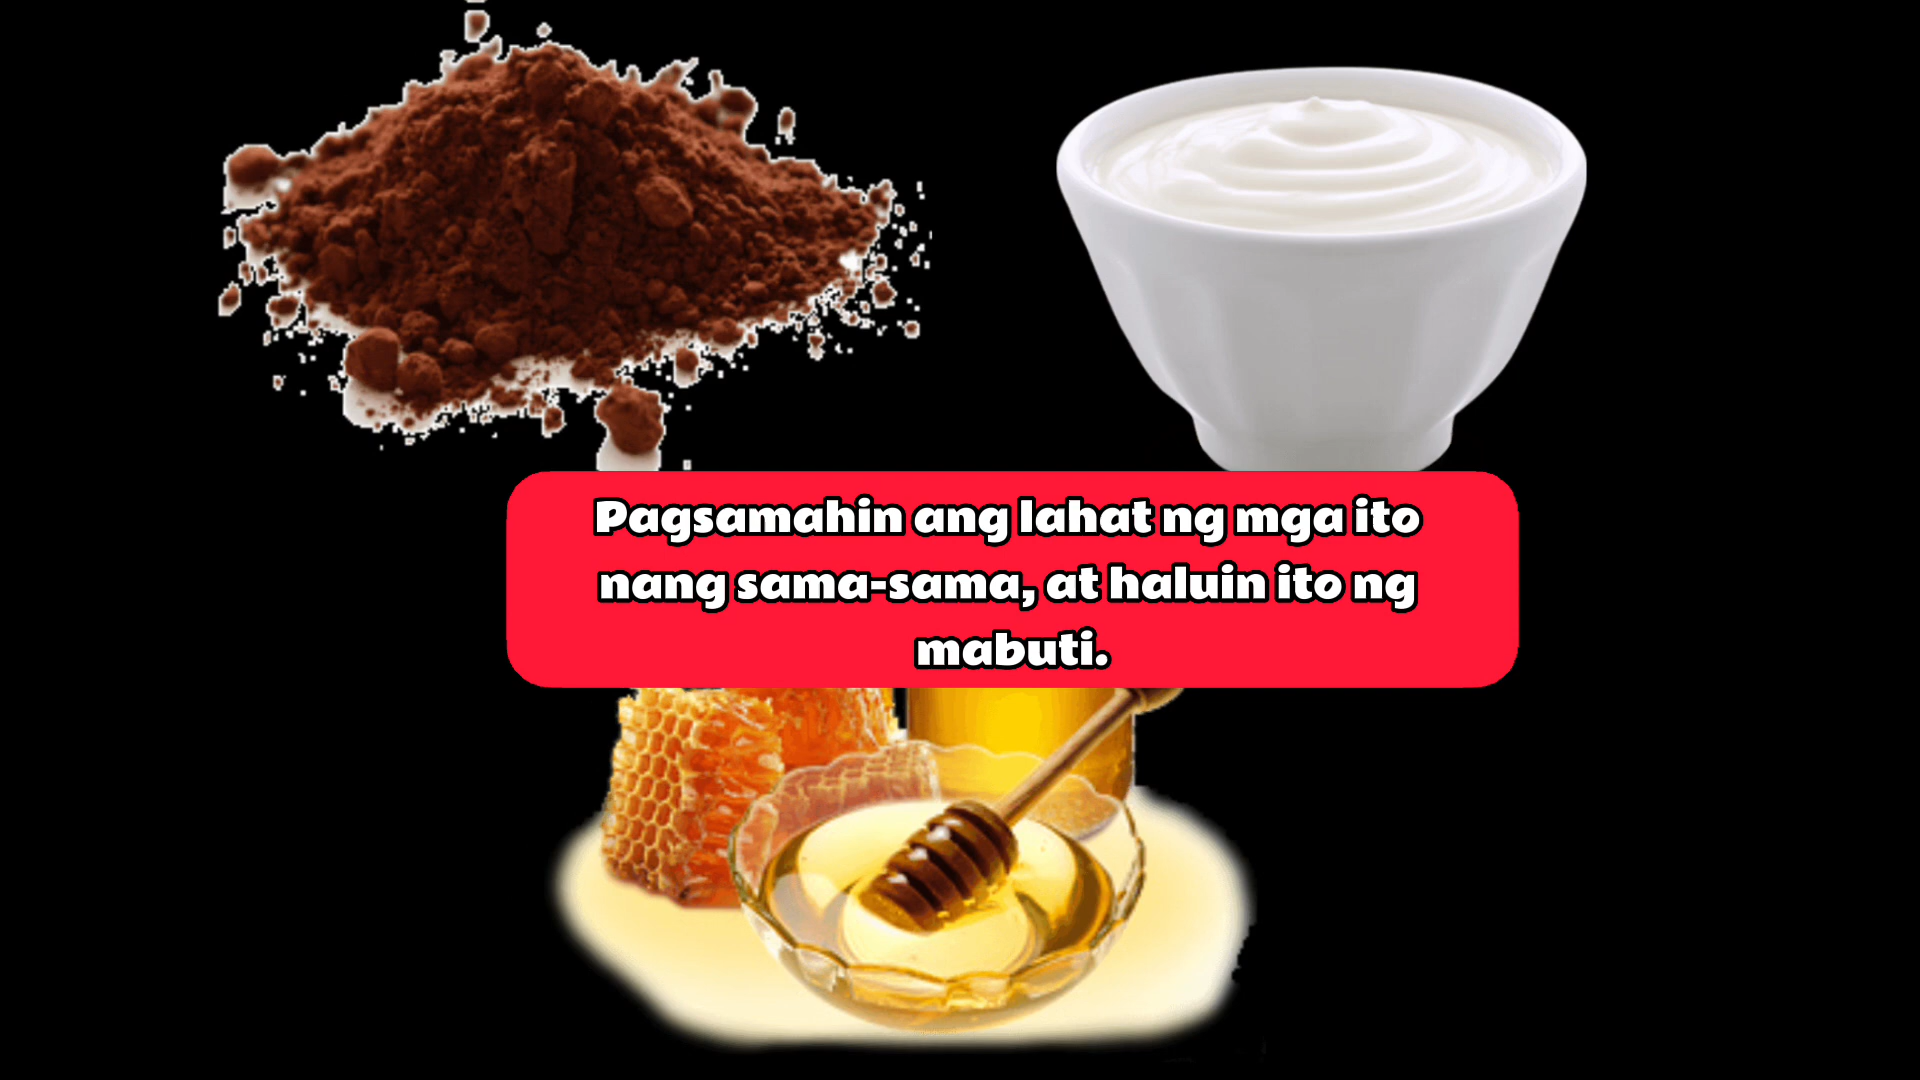 Pagsamahin ang lahat ng mga ito
nang sama-sama, at haluin ito ng
mabuti.